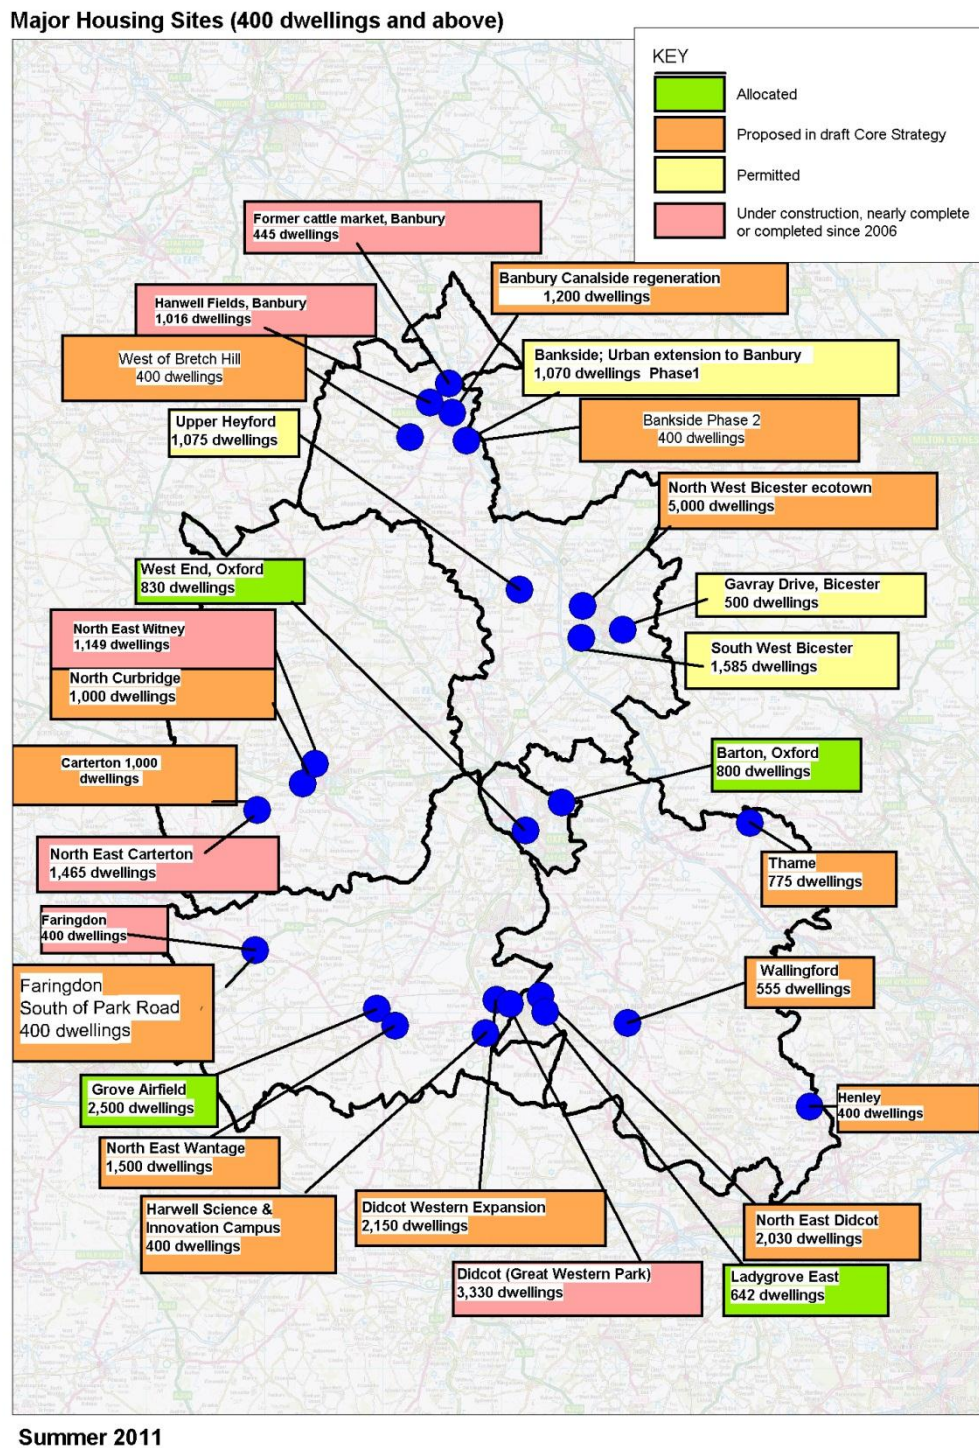 Major Housing Sites (400 dwellings and above)
KEY
Allocated
Proposed in draft Core Strategy
Permitted
Under construction, nearly complete
or completed since 2006
Former cattle market, Banbury
445 dwellings
Banbury Canalside regeneration
1,200 dwellings
Hanwell Fields, Banbury
1,016 dwellings
West of Bretch Hill
400 dwellings
Bankside; Urban extension to Banbury
1,070 dwellings Phase1
Upper Heyford
1,075 dwellings
Bankside Phase 2
400 dwellings
North West Bicester ecotown
5,000 dwellings
West End, Oxford
830 dwellings
Gavray Drive, Bicester
500 dwellings
North East Witney
1,149 dwellings
South West Bicester
1,585 dwellings
North Curbridge
1,000 dwellings
Carterton 1,000
dwellings
Barton, Oxford
800 dwellings
North East Carterton
1,465 dwellings
Thame
775 dwellings
Faringdon
400 dwellings
Faringdon
South of Park Road
400 dwellings
Wallingford
555 dwellings
Grove Airfield
2,500 dwellings
Henley
400 dwellings
North East Wantage
1,500 dwellings
Harwell Science &
Innovation Campus
400 dwellings
Didcot Western Expansion
2,150 dwellings
North East Didcot
2,030 dwellings
Didcot (Great Western Park)
3,330 dwellings
Ladygrove East
642 dwellings
Summer 2011